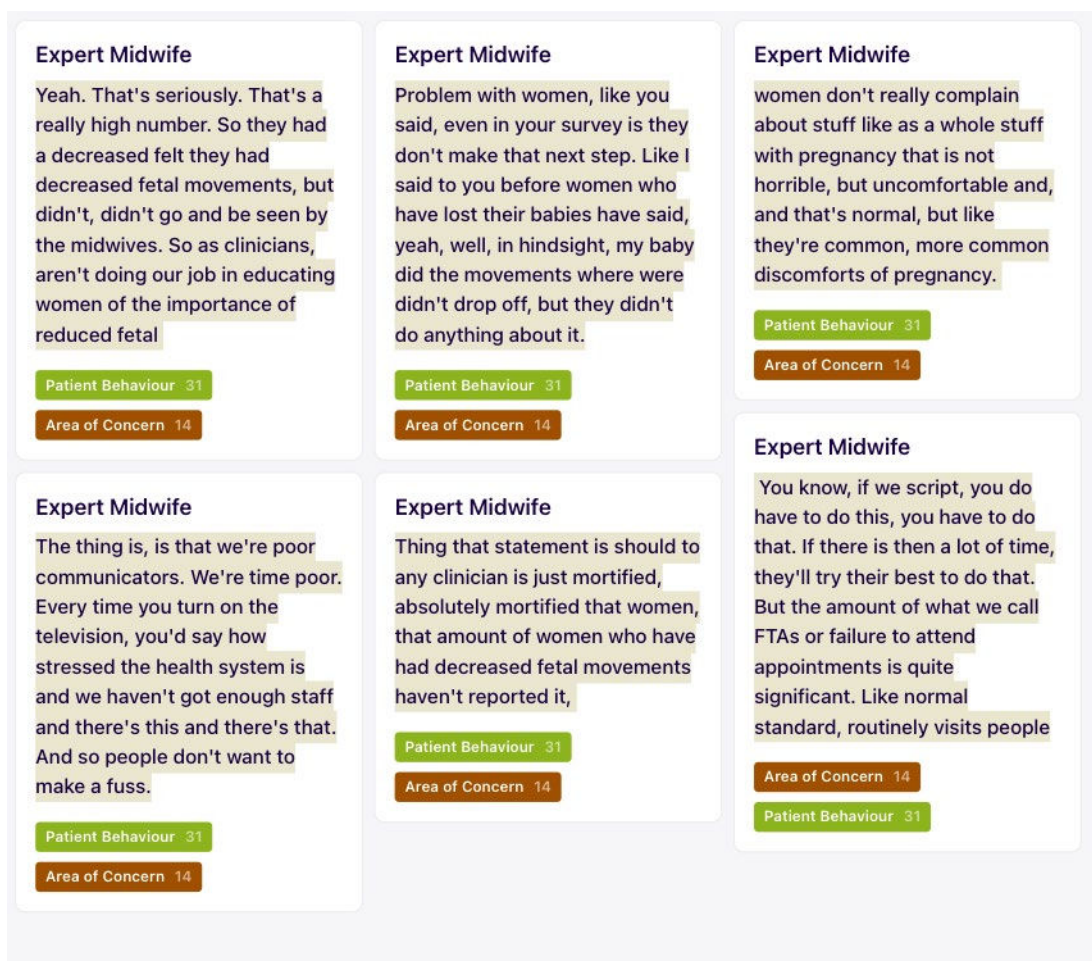 Expert Midwife
Yeah. That's seriously. That's a
really high number. So they had
a decreased felt they had
decreased fetal movements, but
didn't, didn't go and be seen by
the midwives. So as clinicians,
aren't doing our job in educating
women of the importance of
reduced fetal
Patient Behaviour 31
Area of Concern 14
Expert Midwife
The thing is, is that we're poor
communicators. We're time poor.
Every time you turn on the
television, you'd say how
stressed the health system is
and we haven't got enough staff
and there's this and there's that.
And so people don't want to
make a fuss.
Patient Behaviour 31
Area of Concern 14
Expert Midwife
Problem with women, like you
said, even in your survey is they
don't make that next step. Like I
said to you before women who
have lost their babies have said,
yeah, well, in hindsight, my baby
did the movements where were
didn't drop off, but they didn't
do anything about it.
Patient Behaviour 31
Area of Concern 14
Expert Midwife
Thing that statement is should to
any clinician is just mortified,
absolutely mortified that women,
that amount of women who have
had decreased fetal movements
haven't reported it,
Patient Behaviour 31
Area of Concern 14
Expert Midwife
women don't really complain
about stuff like as a whole stuff
with pregnancy that is not
horrible, but uncomfortable and,
and that's normal, but like
they're common, more common
discomforts of pregnancy.
Patient Behaviour 31
Area of Concern 14
Expert Midwife
You know, if we script, you do
have to do this, you have to do
that. If there is then a lot of time,
they'll try their best to do that.
But the amount of what we call
FTAs or failure to attend
appointments is quite
significant. Like normal
standard, routinely visits people
Area of Concern 14
Patient Behaviour 31